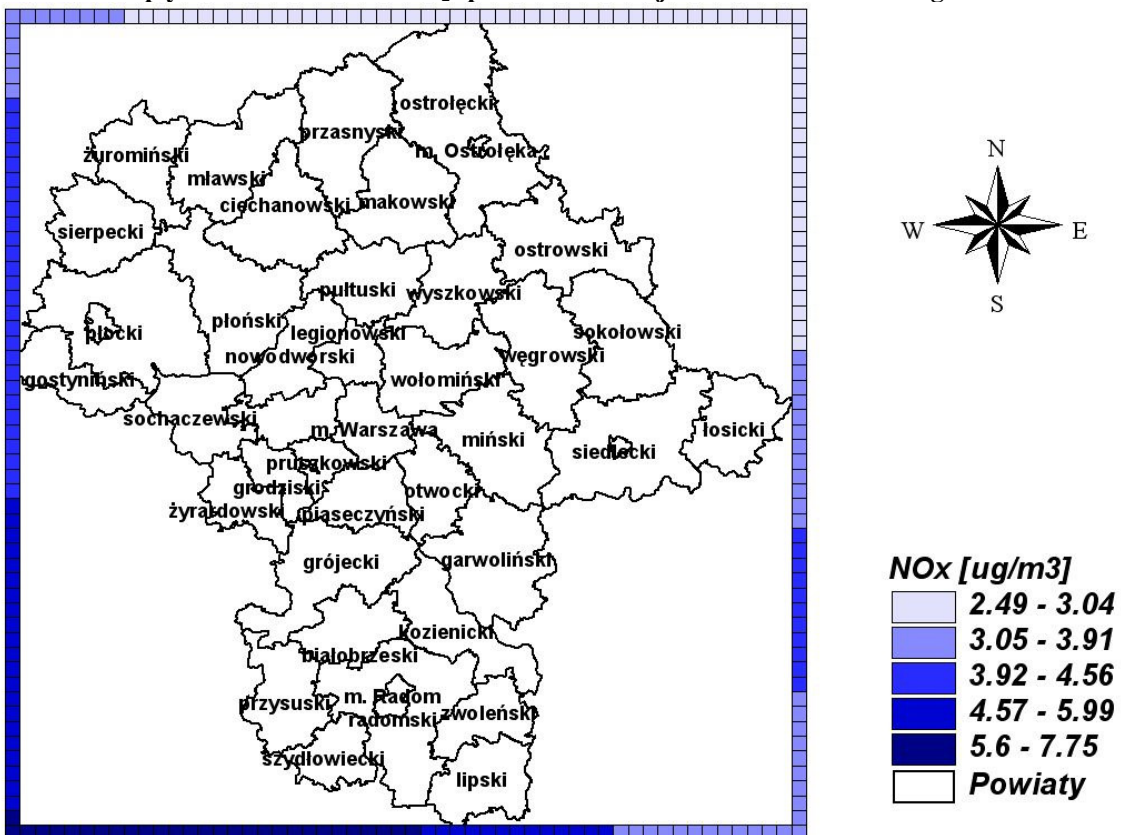 ostrołęcki
przasnyski
m. Ostrołęka
żuromiński
mławski
ciechanowski
makowski
sierpecki
ostrowski
pułtuski
wyszkowski
płoński
płocki
legionowski
sokołowski
nowodworski
węgrowski
gostyniński
wołomiński
sochaczewski
m. Warszawa
miński
łosicki
siedlecki
pruszkowski
grodziski
otwocki
żyrardowski
piaseczyński
grójecki
garwoliński
kozienicki
białobrzeski
przysuski
m. Radom
radomski
zwoleński
szydłowiecki
lipski
N
W
E
S
NOx [ug/m3]
2.49 - 3.04
3.05 - 3.91
3.92 - 4.56
4.57 - 5.99
5.6 - 7.75
Powiaty